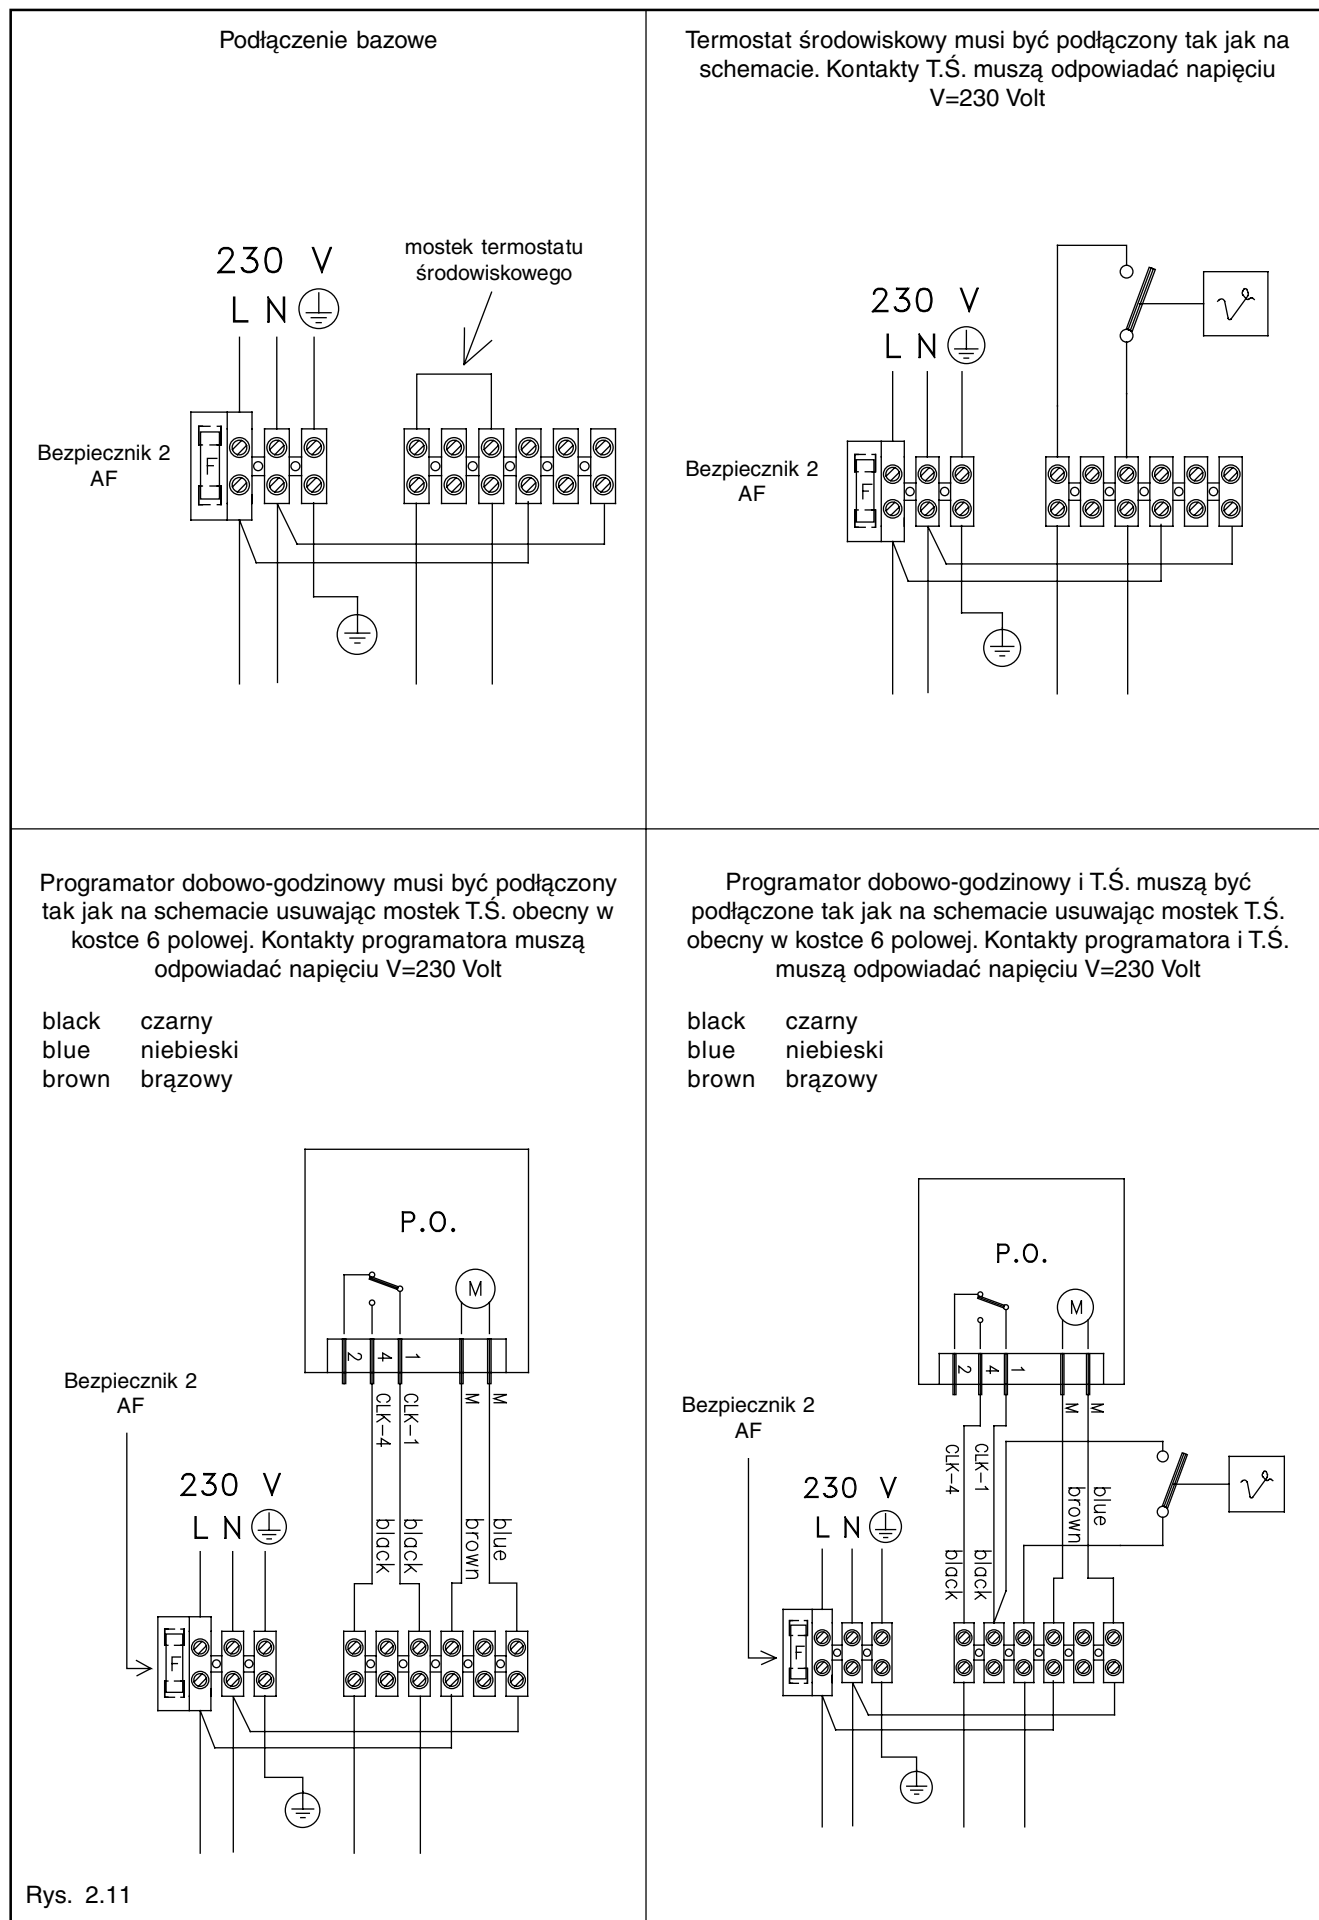 Podłączenie bazowe
mostek termostatu
środowiskowego
230 V
L N
Bezpiecznik 2
AF
F
Termostat środowiskowy musi być podłączony tak jak na
schemacie. Kontakty T.Ś. muszą odpowiadać napięciu
V=230 Volt
230 V
L N
Bezpiecznik 2
AF
F
Programator dobowo-godzinowy musi być podłączony
tak jak na schemacie usuwając mostek T.Ś. obecny w
kostce 6 polowej. Kontakty programatora muszą
odpowiadać napięciu V=230 Volt
black czarny
blue niebieski
brown brązowy
P.O.
M
2 4 1
CLK-4 CLK-1 M M
Bezpiecznik 2
AF
230 V
L N
black black brown blue
F
Programator dobowo-godzinowy i T.Ś. muszą być
podłączone tak jak na schemacie usuwając mostek T.Ś.
obecny w kostce 6 polowej. Kontakty programatora i T.Ś.
muszą odpowiadać napięciu V=230 Volt
black czarny
blue niebieski
brown brązowy
P.O.
M
2 4 1
M M
CLK-4 CLK-1
Bezpiecznik 2
AF
230 V
L N
black black brown blue
F
Rys. 2.11